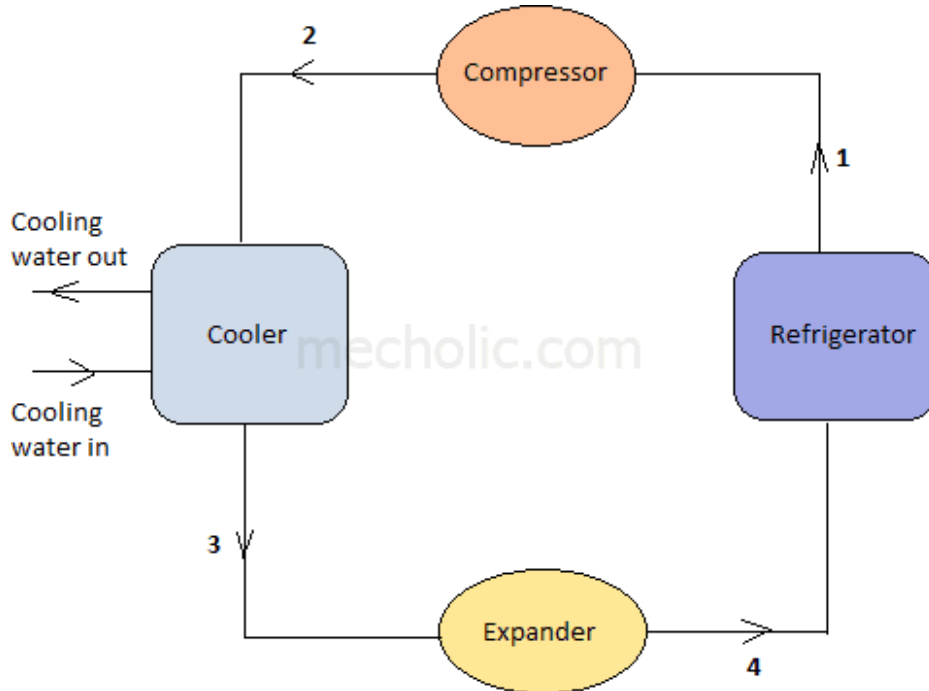 2
Compressor
1
Cooling
water out
Cooler
mecholic.com
Refrigerator
Cooling
water in
3
Expander
4